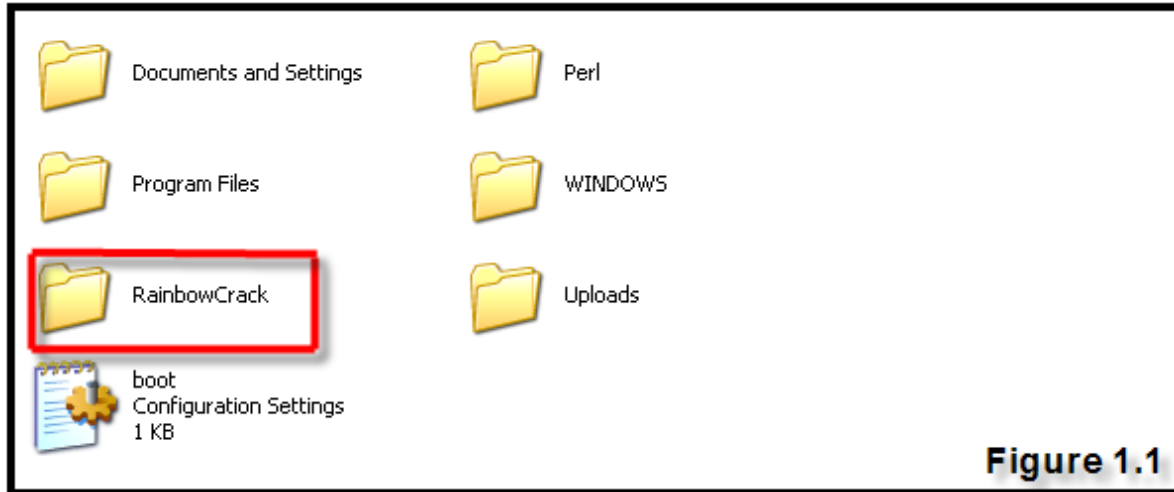 Documents and Settings
Perl
Program Files
WINDOWS
RainbowCrack
Uploads
boot
Configuration Settings
1 KB
Figure 1.1